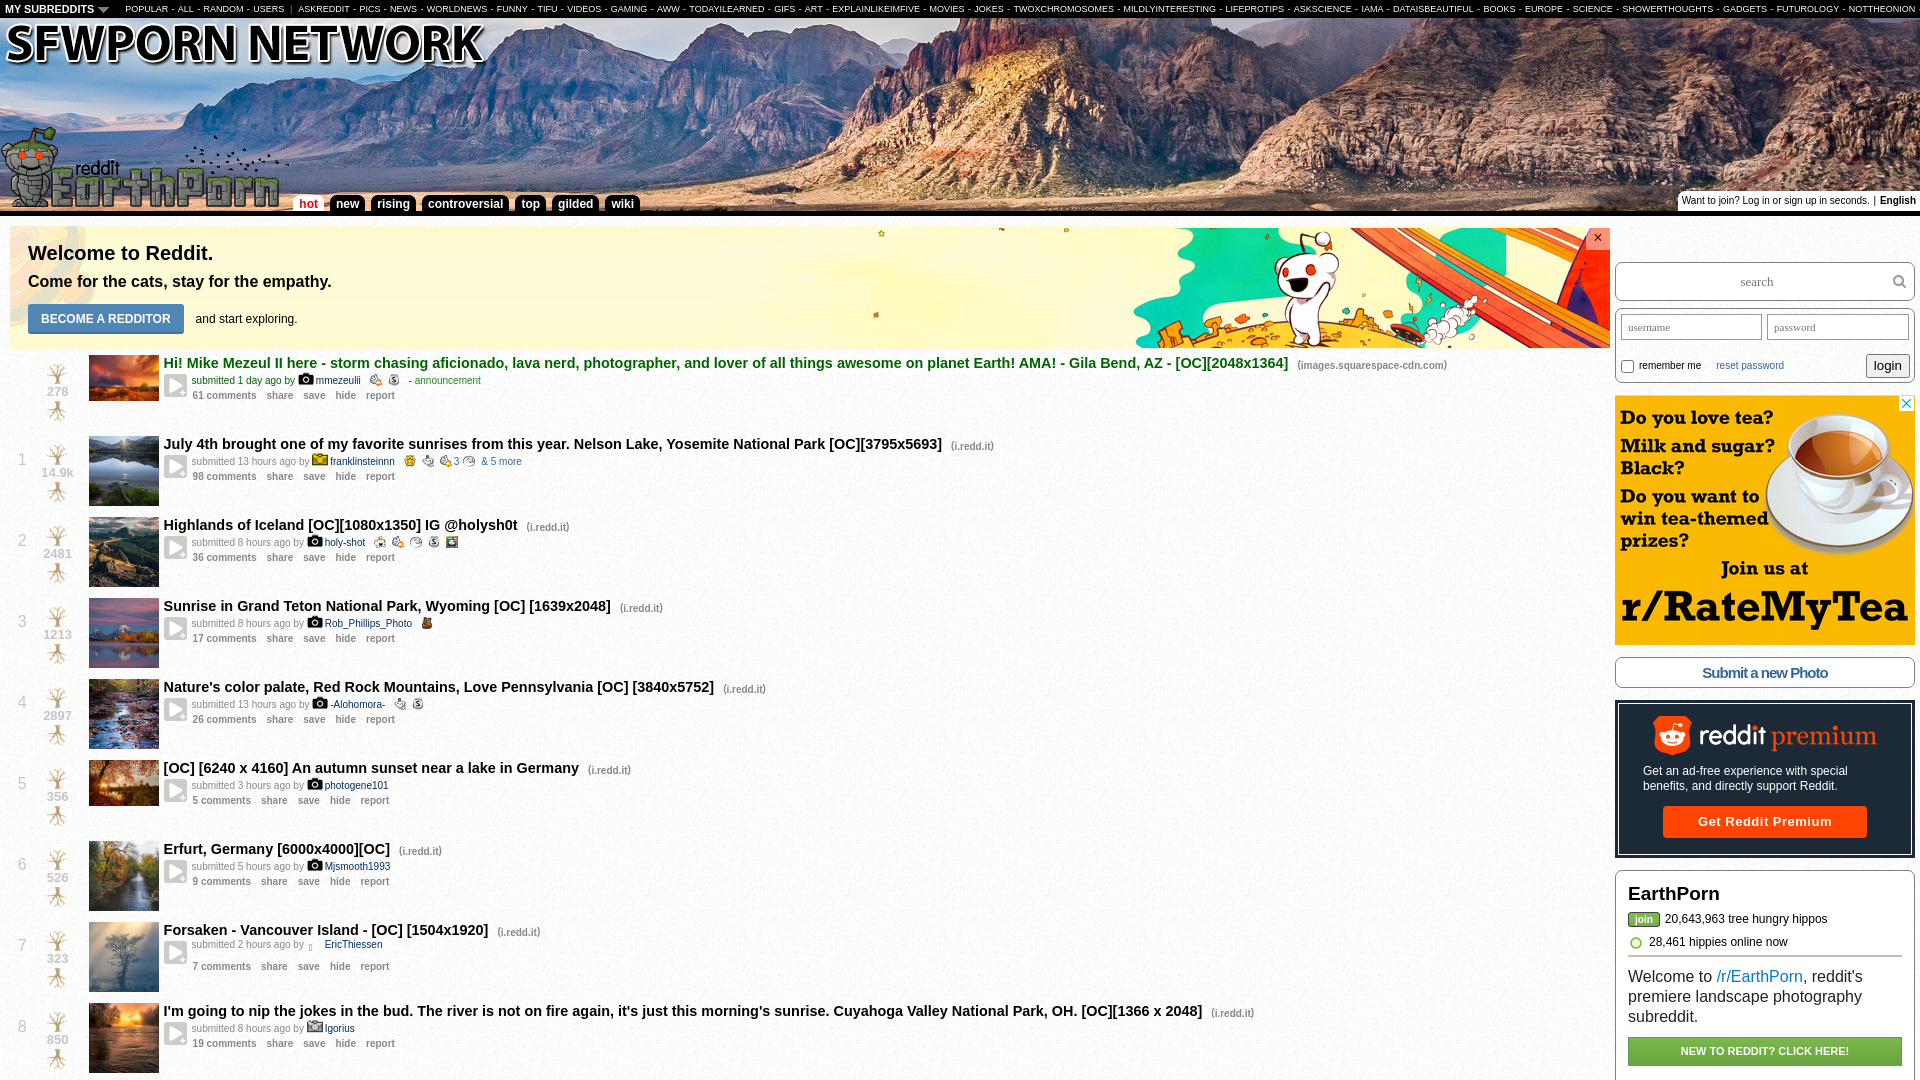 MY SUBREDDITS POPULAR - ALL - RANDOM - USERS | ASKREDDIT - PICS - NEWS - WORLDNEWS - FUNNY - TIFU - VIDEOS - GAMING - AWW - TODAYILEARNED - GIFS - ART - EXPLAINLIKEIMFIVE - MOVIES - JOKES - TWOXCHROMOSOMES - MILDLYINTERESTING - LIFEPROTIPS - ASKSCIENCE - IAMA - DATAISBEAUTIFUL - BOOKS - EUROPE - SCIENCE - SHOWERTHOUGHTS - GADGETS - FUTUROLOGY - NOTTHEONION
SFWPORN NETWORK
reddit
EarthPorn
hot new rising controversial top gilded wiki
Want to join? Log in or sign up in seconds. | English
Welcome to Reddit.
Come for the cats, stay for the empathy.
BECOME A REDDITOR and start exploring.
×
278
Hi! Mike Mezeul II here - storm chasing aficionado, lava nerd, photographer, and lover of all things awesome on planet Earth! AMA! - Gila Bend, AZ - [OC][2048x1364] (images.squarespace-cdn.com)
submitted 1 day ago by mmezeulii - announcement
61 comments share save hide report
1
14.9k
July 4th brought one of my favorite sunrises from this year. Nelson Lake, Yosemite National Park [OC][3795x5693] (i.redd.it)
submitted 13 hours ago by franklinsteinnn 3 & 5 more
98 comments share save hide report
2
2481
Highlands of Iceland [OC][1080x1350] IG @holysh0t (i.redd.it)
submitted 8 hours ago by holy-shot
36 comments share save hide report
3
1213
Sunrise in Grand Teton National Park, Wyoming [OC] [1639x2048] (i.redd.it)
submitted 8 hours ago by Rob_Phillips_Photo
17 comments share save hide report
4
2897
Nature's color palate, Red Rock Mountains, Love Pennsylvania [OC] [3840x5752] (i.redd.it)
submitted 13 hours ago by -Alohomora-
26 comments share save hide report
5
356
[OC] [6240 x 4160] An autumn sunset near a lake in Germany (i.redd.it)
submitted 3 hours ago by photogene101
5 comments share save hide report
6
526
Erfurt, Germany [6000x4000][OC] (i.redd.it)
submitted 5 hours ago by Mjsmooth1993
9 comments share save hide report
7
323
Forsaken - Vancouver Island - [OC] [1504x1920] (i.redd.it)
submitted 2 hours ago by EricThiessen
7 comments share save hide report
8
850
I'm going to nip the jokes in the bud. The river is not on fire again, it's just this morning's sunrise. Cuyahoga Valley National Park, OH. [OC][1366 x 2048] (i.redd.it)
submitted 8 hours ago by Igorius
19 comments share save hide report
search
username password
remember me reset password login
Do you love tea?
Milk and sugar?
Black?
Do you want to
win tea-themed
prizes?
Join us at
r/RateMyTea
Submit a new Photo
reddit premium
Get an ad-free experience with special
benefits, and directly support Reddit.
Get Reddit Premium
EarthPorn
join 20,643,963 tree hungry hippos
28,461 hippies online now
Welcome to /r/EarthPorn, reddit's
premiere landscape photography
subreddit.
NEW TO REDDIT? CLICK HERE!